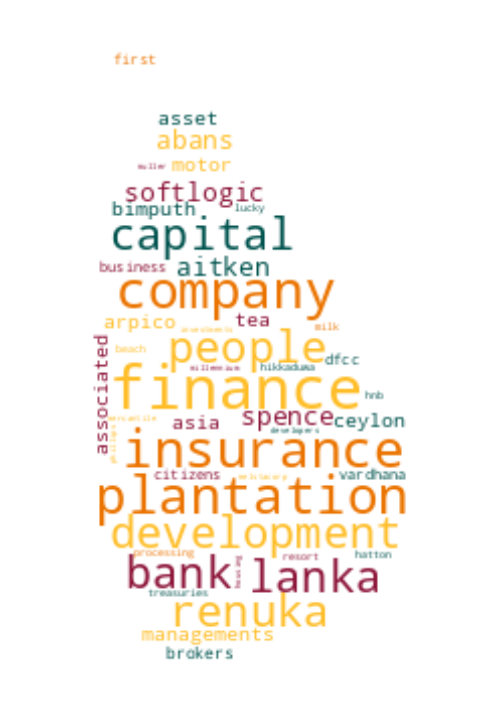 first
asset
abans
muller motor
softlogic
bimputh lucky
capital
business aitken
company
arpico tea
investments milk
people
beach dfcc
millennium hikkaduwa
finance
associated
hnb
mercantile spence
asia ceylon
developers
insurance
citizens vardhana
plantation
development
processing hatton
bank resort
housing
lanka
treasuries
renuka
managements
brokers